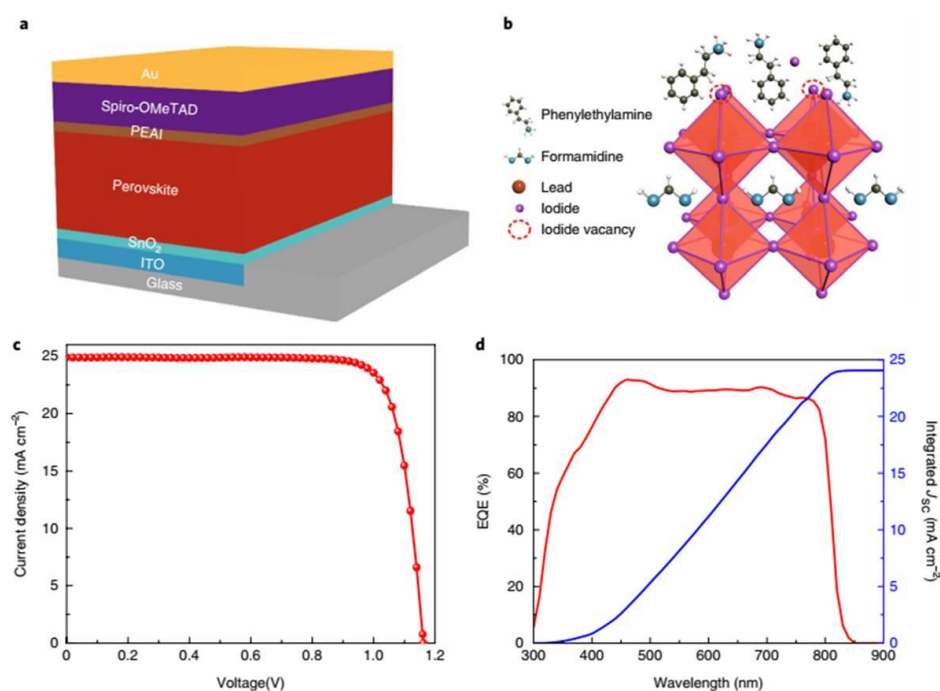 a
Au
Spiro-OMeTAD
PEAI
Perovskite
SnO2
ITO
Glass
b
Phenylethylamine
Formamidine
Lead
Iodide
Iodide vacancy
c
Current density (mA cm−2)
25
20
15
10
5
0
0
0.2
0.4
0.6
0.8
1.0
1.2
Voltage(V)
d
EQE (%)
100
80
60
40
20
0
300
400
500
600
700
800
900
Wavelength (nm)
25
20
15
10
5
0
Integrated JSC (mA cm−2)